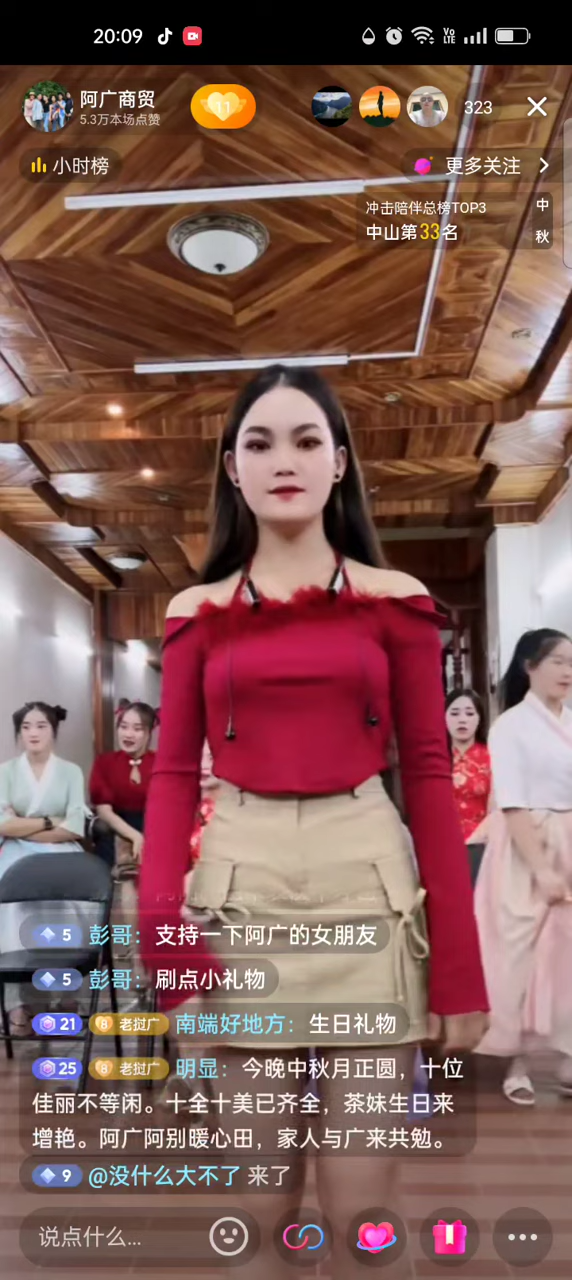 20:09
Vo
LTE
阿广商贸
5.3万本场点赞
11
323
小时榜
更多关注
冲击陪伴总榜TOP3
中山第33名
中
秋
5 彭哥：支持一下阿广的女朋友
5 彭哥：刷点小礼物
21 8 老挝广 南端好地方：生日礼物
25 8 老挝广 明显：今晚中秋月正圆，十位
佳丽不等闲。十全十美已齐全，茶妹生日来
增艳。阿广阿别暖心田，家人与广来共勉。
9 @没什么大不了 来了
说点什么...